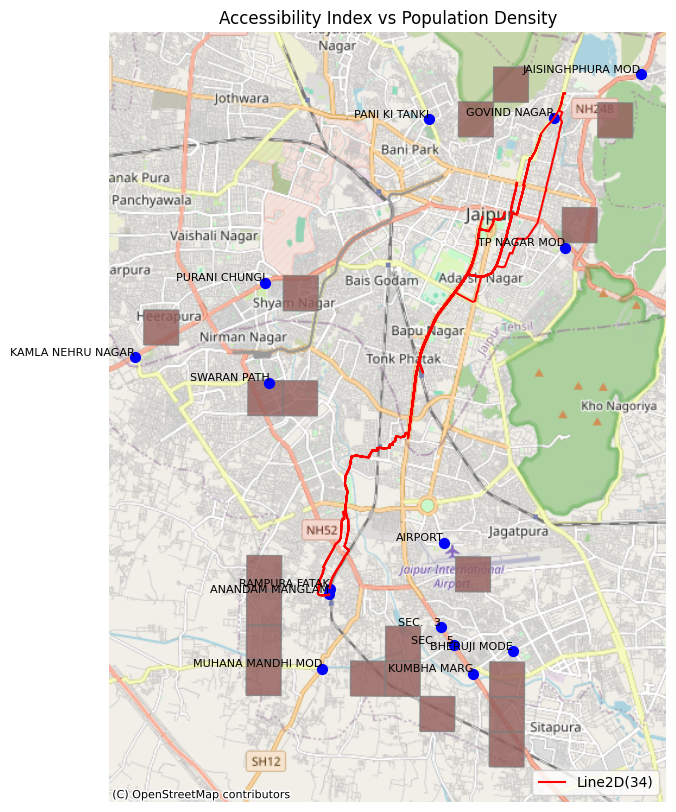 Accessibility Index vs Population Density
Nagar
JAISINGHPHURA MOD
Jothwara
NH248
PANI KI TANKI
GOVIND NAGAR
Bani Park
anak Pura
Panchyawala
Jaipur
Vaishali Nagar
TP NAGAR MOD
arpura
PURANI CHUNGI
Bais Godam
Adarsh Nagar
Shyam Nagar
Heerapura
Bapu Nagar
Jaipur Tehsil
Nirman Nagar
KAMLA NEHRU NAGAR
Tonk Phatak
SWARAN PATH
Kho Nagoriya
NH52
Jagatpura
AIRPORT
Jaipur International
Airport
RAMPURA FATAK
ANANDAM MANGLAM
SEC. 3
SEC. 5
BHERUJI MODE
MUHANA MANDHI MOD
KUMBHA MARG
Sitapura
SH12
Line2D(34)
(C) OpenStreetMap contributors